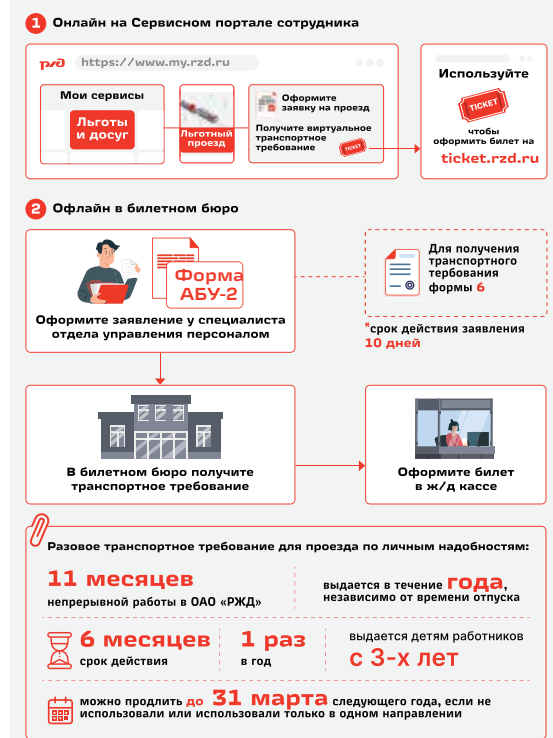 1 Онлайн на Сервисном портале сотрудника
ржд https://www.my.rzd.ru
Мои сервисы
Льготы
и досуг
Льготный
проезд
Оформите
заявку на проезд
Получите виртуальное
транспортное
требование
TICKET
Используйте
TICKET
чтобы
оформить билет на
ticket.rzd.ru
2 Офлайн в билетном бюро
Форма
АБУ-2
Оформите заявление у специалиста
отдела управления персоналом
Для получения
транспортного
тербования
формы 6
*срок действия заявления
10 дней
В билетном бюро получите
транспортное требование
Оформите билет
в ж/д кассе
Разовое транспортное требование для проезда по личным надобностям:
11 месяцев
непрерывной работы в ОАО «РЖД»
выдается в течение года,
независимо от времени отпуска
6 месяцев
срок действия
1 раз
в год
выдается детям работников
с 3-х лет
можно продлить до 31 марта следующего года, если не
использовали или использовали только в одном направлении